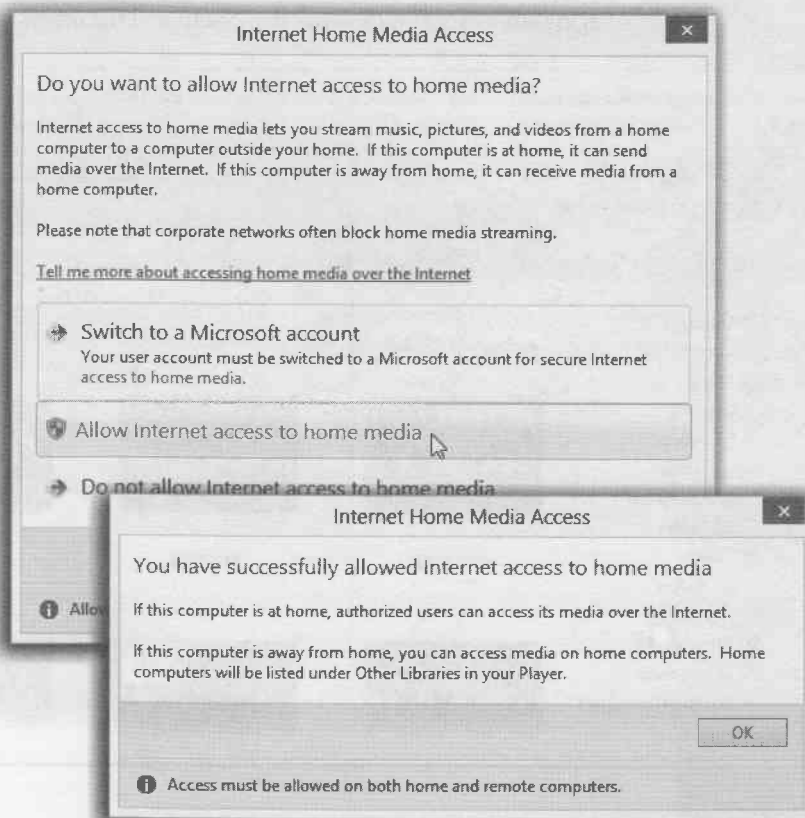 Internet Home Media Access
Do you want to allow Internet access to home media?
Internet access to home media lets you stream music, pictures, and videos from a home
computer to a computer outside your home. If this computer is at home, it can send
media over the Internet. If this computer is away from home, it can receive media from a
home computer.
Please note that corporate networks often block home media streaming.
Tell me more about accessing home media over the Internet
Switch to a Microsoft account
Your user account must be switched to a Microsoft account for secure Internet
access to home media.
Allow Internet access to home media
Do not allow Internet access to home media
Allow
Internet Home Media Access
You have successfully allowed Internet access to home media
If this computer is at home, authorized users can access its media over the Internet.
If this computer is away from home, you can access media on home computers. Home
computers will be listed under Other Libraries in your Player.
OK
Access must be allowed on both home and remote computers.